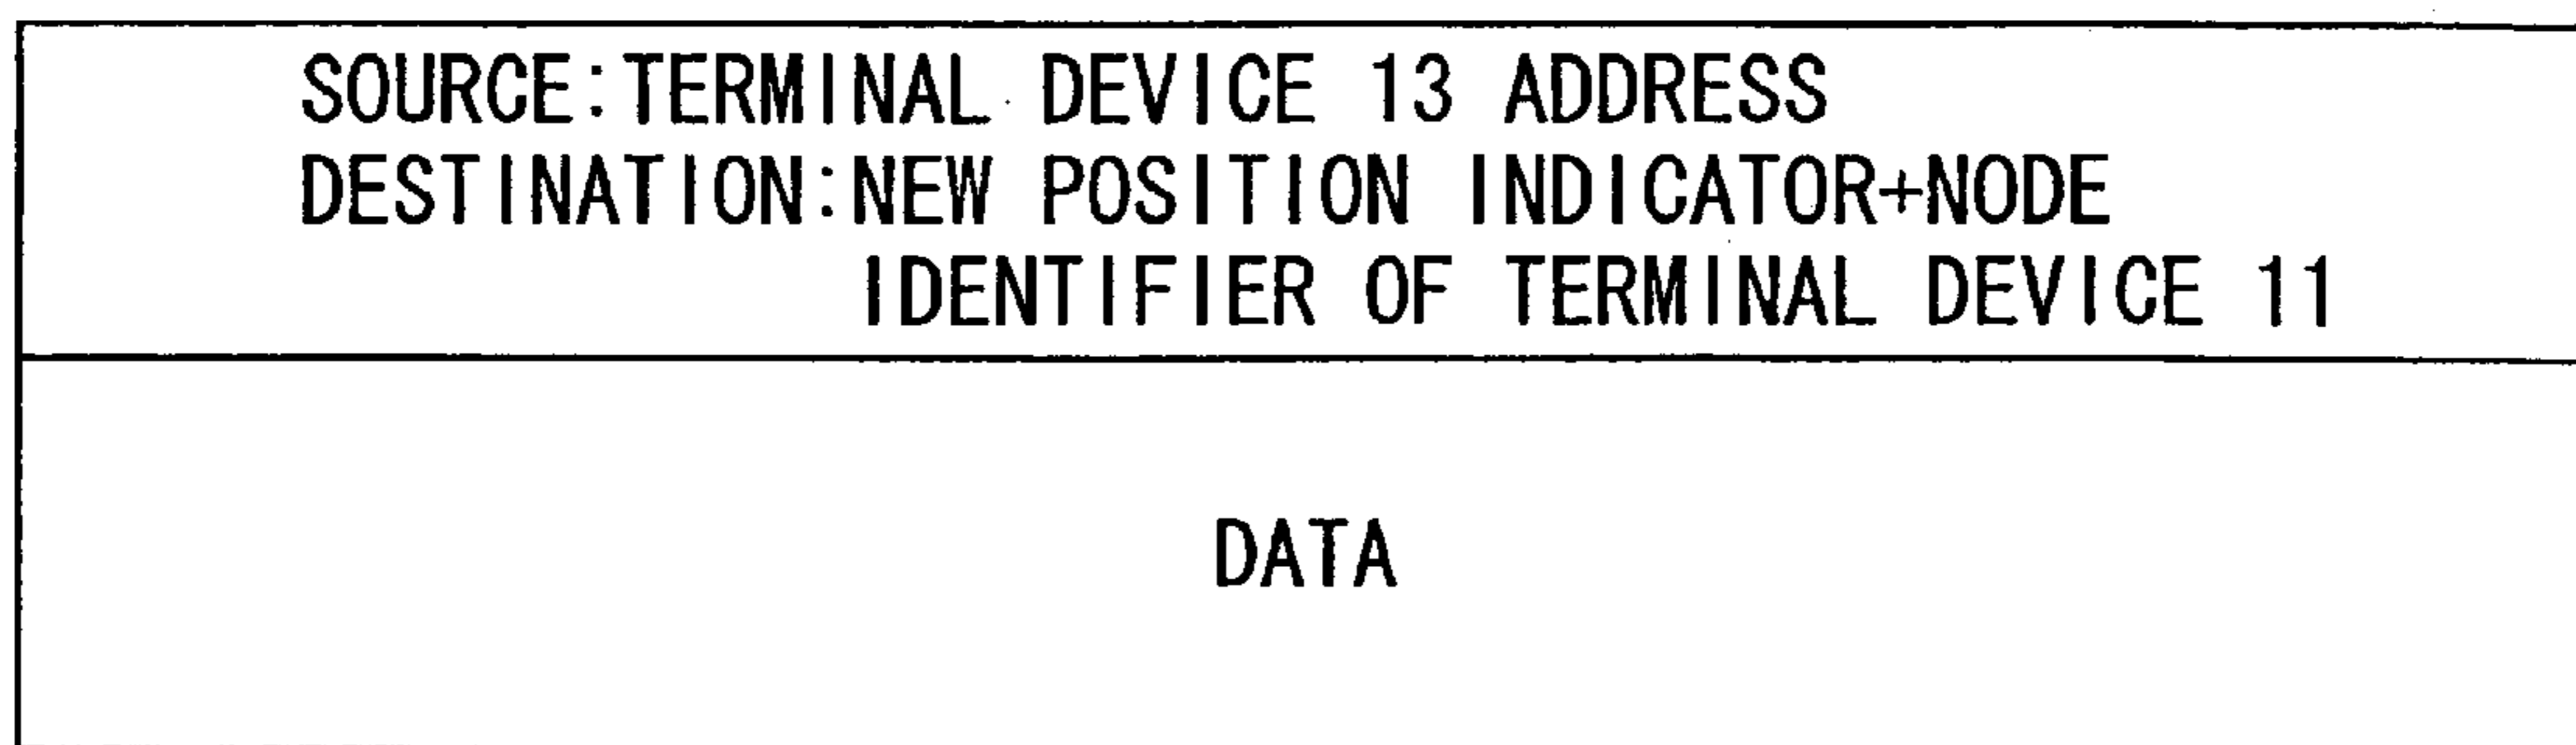 SOURCE:TERMINAL DEVICE 13 ADDRESS
DESTINATION:NEW POSITION INDICATOR+NODE
IDENTIFIER OF TERMINAL DEVICE 11
DATA